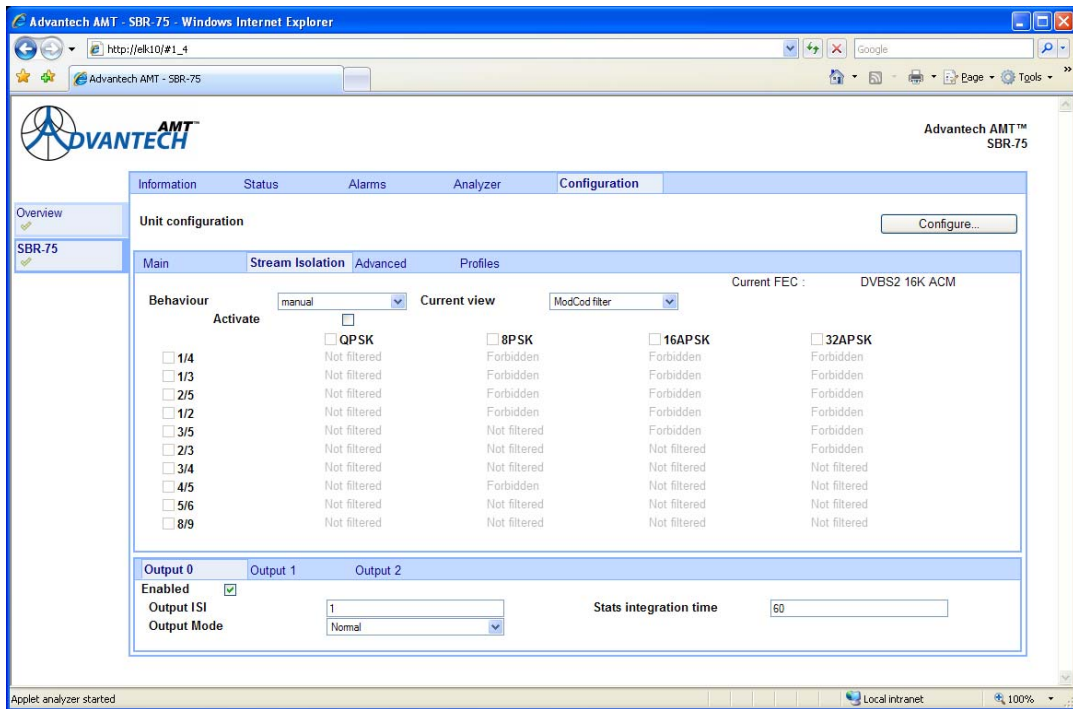 Advantech AMT - SBR-75 - Windows Internet Explorer
http://elk10/#1_4
Google
Advantech AMT - SBR-75
Page
Tools
»
ADVANTECH AMT™
Advantech AMT™
SBR-75
Information Status Alarms Analyzer Configuration
Overview
SBR-75
Unit configuration
Configure...
Main Stream Isolation Advanced Profiles
Current FEC : DVBS2 16K ACM
Behaviour manual Current view ModCod filter
Activate
QPSK 8PSK 16APSK 32APSK
1/4 Not filtered Forbidden Forbidden Forbidden
1/3 Not filtered Forbidden Forbidden Forbidden
2/5 Not filtered Forbidden Forbidden Forbidden
1/2 Not filtered Forbidden Forbidden Forbidden
3/5 Not filtered Not filtered Forbidden Forbidden
2/3 Not filtered Not filtered Not filtered Forbidden
3/4 Not filtered Not filtered Not filtered Not filtered
4/5 Not filtered Forbidden Not filtered Not filtered
5/6 Not filtered Not filtered Not filtered Not filtered
8/9 Not filtered Not filtered Not filtered Not filtered
Output 0 Output 1 Output 2
Enabled
Output ISI 1 Stats integration time 60
Output Mode Normal
Applet analyzer started
Local intranet
100%